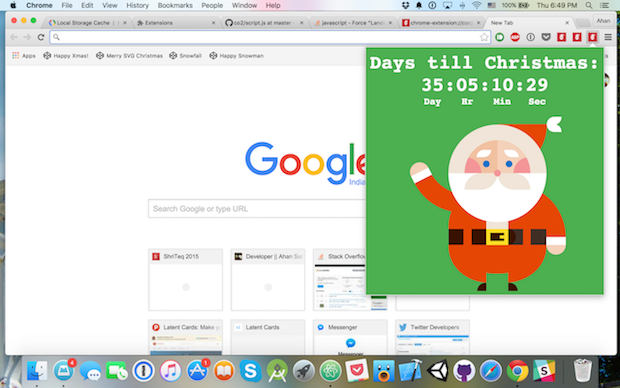 Chrome File Edit View History Bookmarks People Window Help 100% Thu 6:49 PM
Local Storage Cache Extensions co2/script.js at master javascript - Force "Land chrome-extension:// New Tab Ahan
Apps Happy Xmas! Merry SVG Christmas Snowfall Happy Snowman
Days till Christmas:
35:05:10:29
Day Hr Min Sec
Google
India
Search Google or type URL
ShriTeq 2015 Developer || Ahan Stack Overflow
Latent Cards: Make Latent Cards Messenger Twitter Developers
Messenger